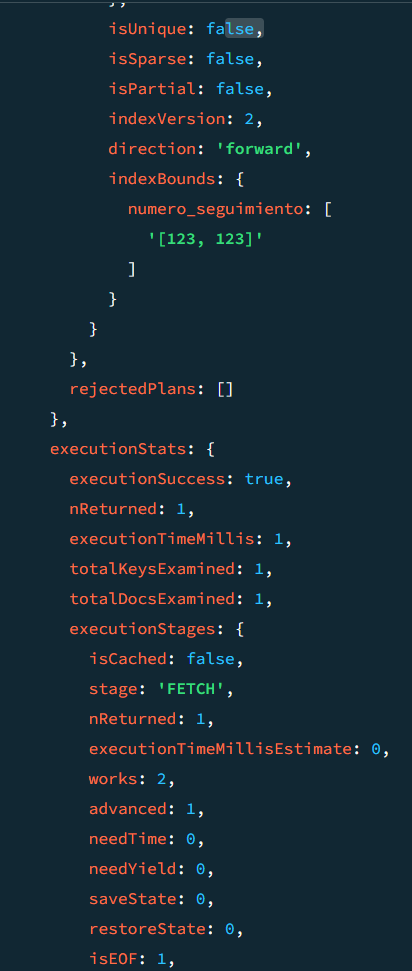 },
isUnique: false,
isSparse: false,
isPartial: false,
indexVersion: 2,
direction: 'forward',
indexBounds: {
numero_seguimiento: [
'[123, 123]'
]
}
}
},
rejectedPlans: []
},
executionStats: {
executionSuccess: true,
nReturned: 1,
executionTimeMillis: 1,
totalKeysExamined: 1,
totalDocsExamined: 1,
executionStages: {
isCached: false,
stage: 'FETCH',
nReturned: 1,
executionTimeMillisEstimate: 0,
works: 2,
advanced: 1,
needTime: 0,
needYield: 0,
saveState: 0,
restoreState: 0,
isEOF: 1,